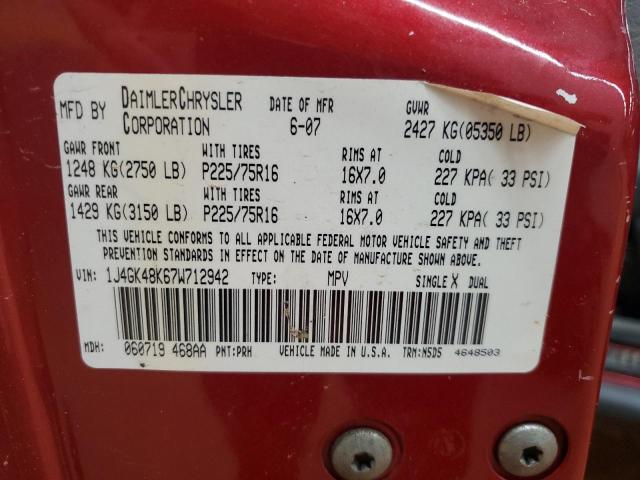 MFD BY DAIMLERCHRYSLER CORPORATION DATE OF MFR 6-07 GVWR 2427 KG(05350 LB)
GAWR FRONT WITH TIRES RIMS AT COLD
1248 KG(2750 LB) P225/75R16 16X7.0 227 KPA( 33 PSI)
GAWR REAR WITH TIRES RIMS AT COLD
1429 KG(3150 LB) P225/75R16 16X7.0 227 KPA( 33 PSI)
THIS VEHICLE CONFORMS TO ALL APPLICABLE FEDERAL MOTOR VEHICLE SAFETY AND THEFT
PREVENTION STANDARDS IN EFFECT ON THE DATE OF MANUFACTURE SHOWN ABOVE.
VIN: 1J4GK48K67W712942 TYPE: MPV SINGLE X DUAL
MDH: 060719 468AA PNT:PRH VEHICLE MADE IN U.S.A. TRN:N5DS 4648503